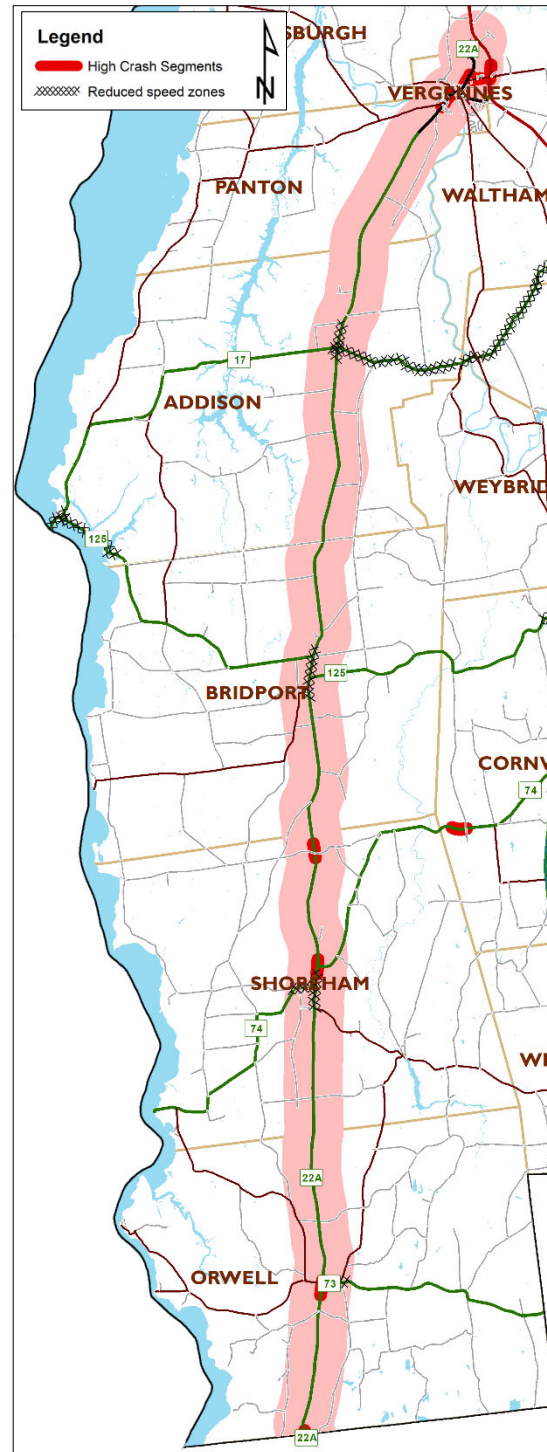 Legend
High Crash Segments
Reduced speed zones
N
SBURGH
22A
VERGENNES
PANTON
WALTHAM
17
ADDISON
WEYBRID
125
BRIDPORT
125
CORNW
74
SHOREHAM
74
WH
22A
ORWELL
73
22A